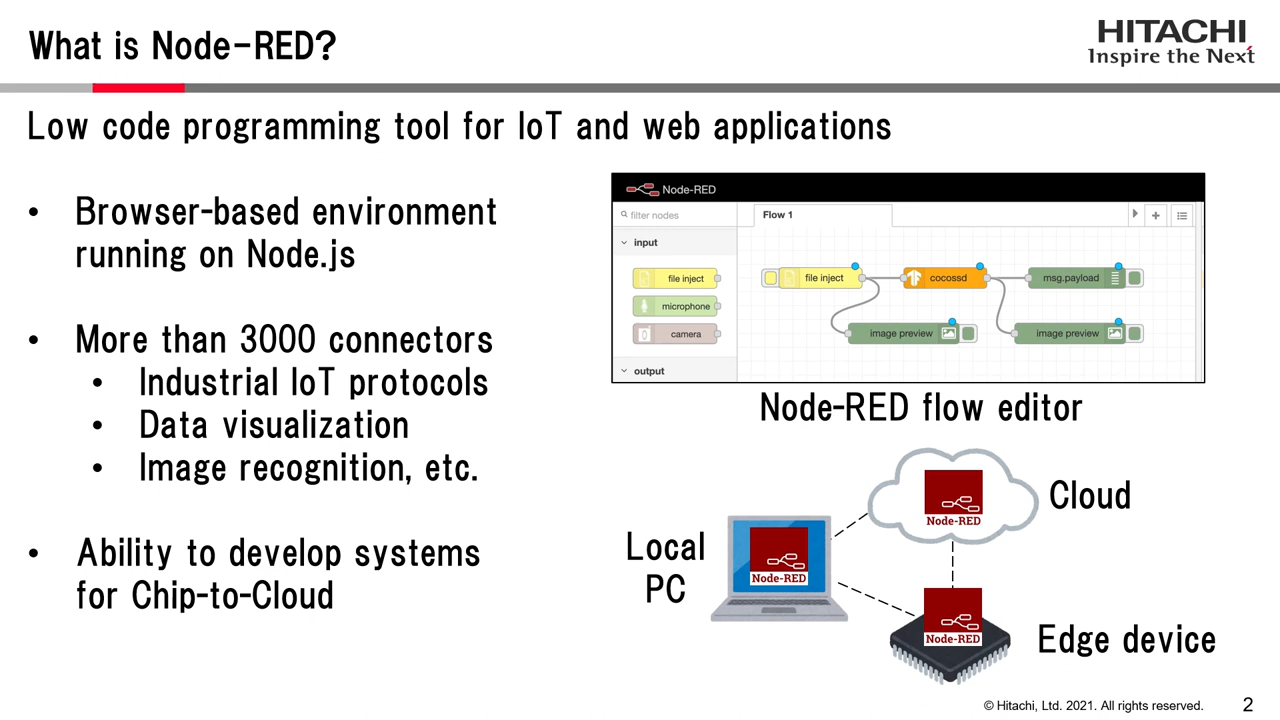 What is Node-RED?
HITACHI
Inspire the Next
Low code programming tool for IoT and web applications
• Browser-based environment
running on Node.js
• More than 3000 connectors
• Industrial IoT protocols
• Data visualization
• Image recognition, etc.
• Ability to develop systems
for Chip-to-Cloud
Node-RED
filter nodes
Flow 1
input
file inject
microphone
camera
output
file inject
cocossd
msg.payload
image preview
image preview
Node-RED flow editor
Cloud
Node-RED
Local
PC
Node-RED
Node-RED
Edge device
© Hitachi, Ltd. 2021. All rights reserved.
2